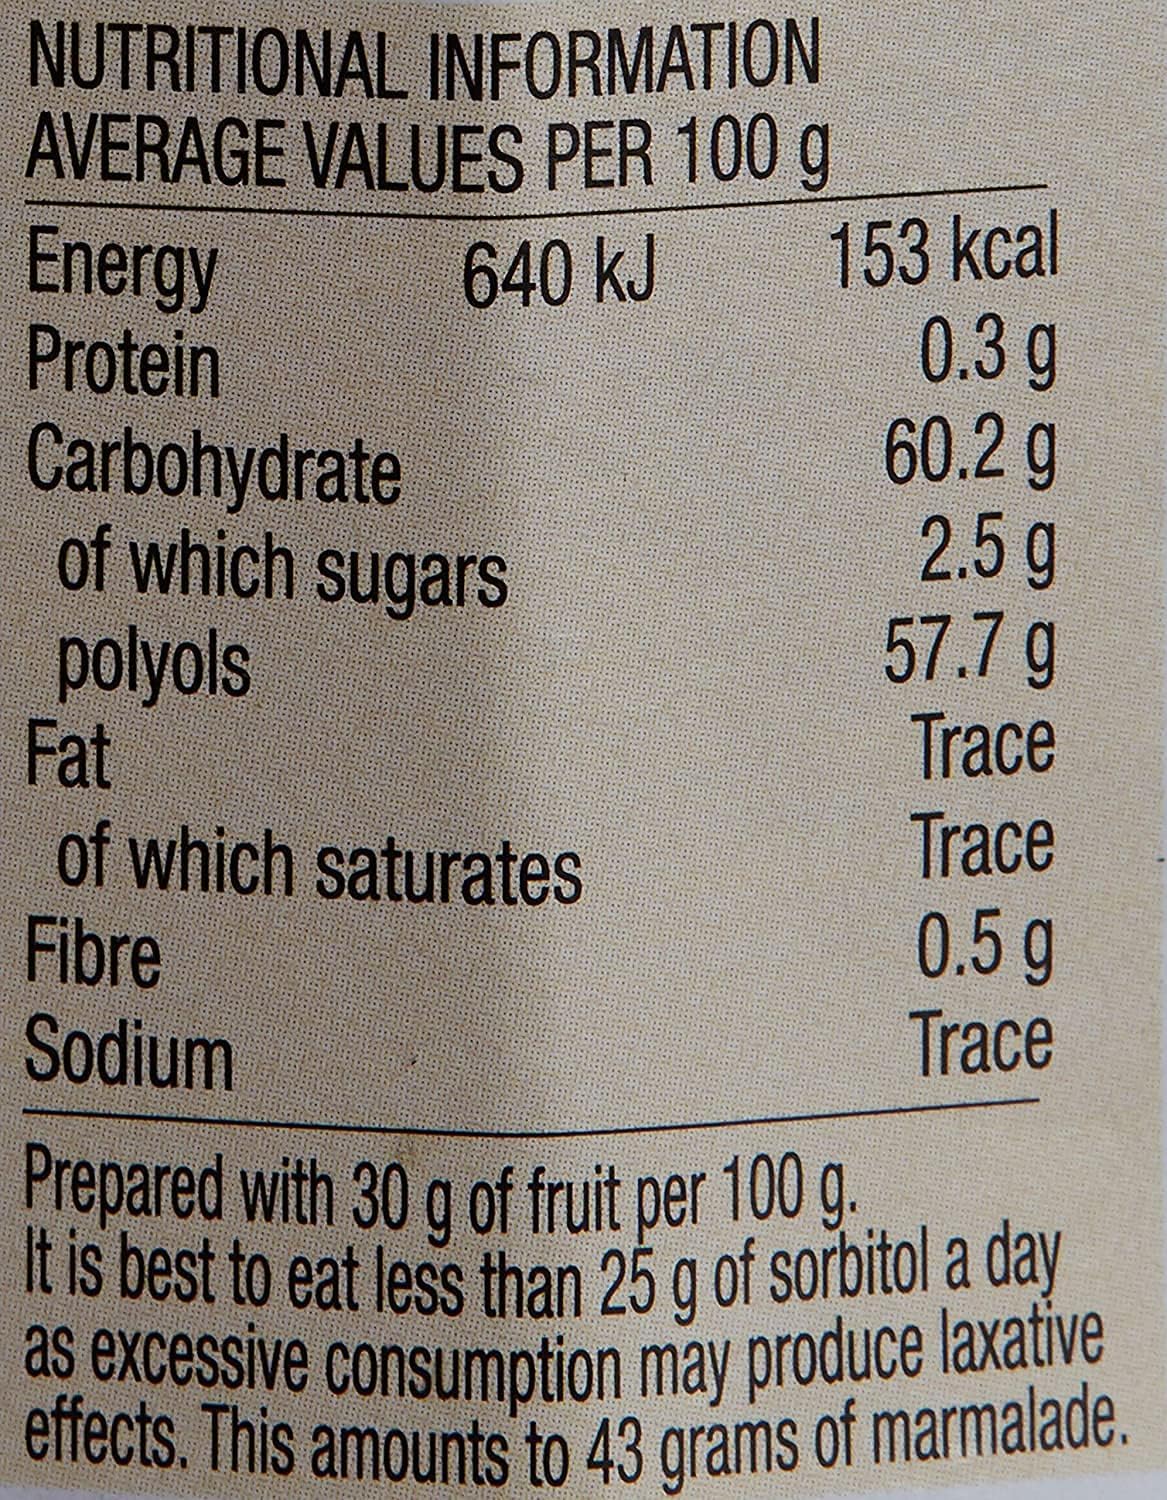 NUTRITIONAL INFORMATION
AVERAGE VALUES PER 100 g
Energy 640 kJ 153 kcal
Protein 0.3 g
Carbohydrate 60.2 g
of which sugars 2.5 g
polyols 57.7 g
Fat Trace
of which saturates Trace
Fibre 0.5 g
Sodium Trace
Prepared with 30 g of fruit per 100 g.
It is best to eat less than 25 g of sorbitol a day
as excessive consumption may produce laxative
effects. This amounts to 43 grams of marmalade.